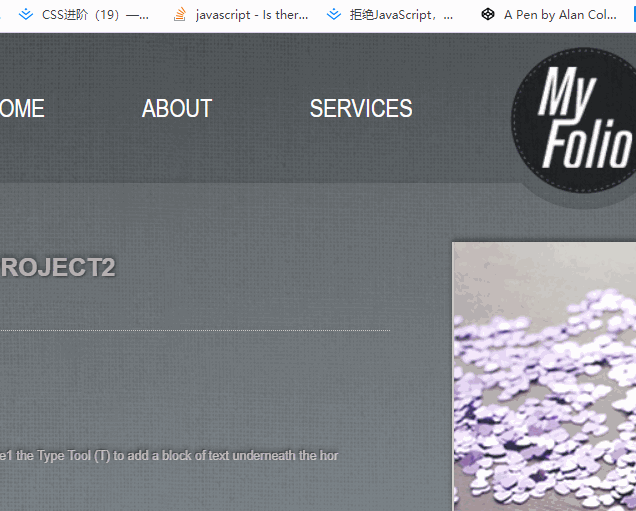 CSS进阶（19）—...
javascript - Is ther...
拒绝JavaScript，...
A Pen by Alan Col...
OME
ABOUT
SERVICES
My
Folio
ROJECT2
e1 the Type Tool (T) to add a block of text underneath the hor